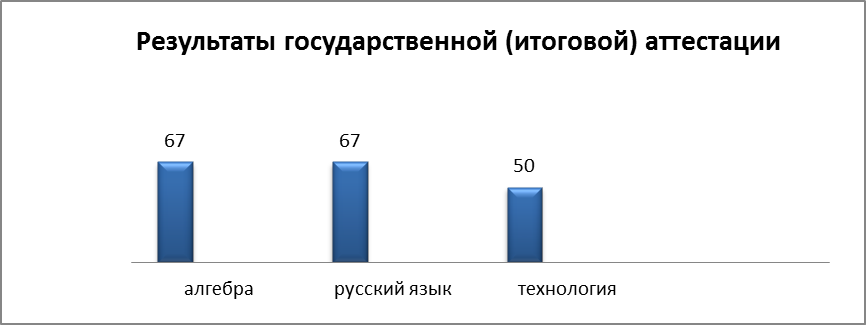 Результаты государственной (итоговой) аттестации
67 67 50
алгебра русский язык технология